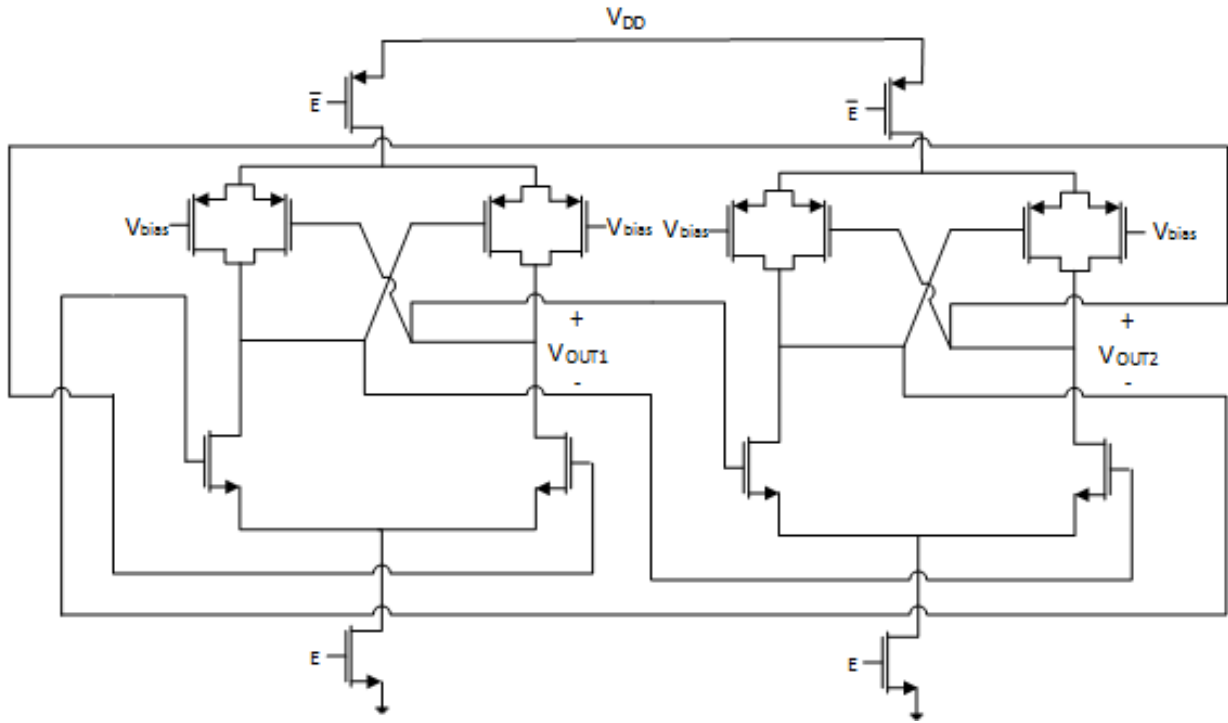 VDD
E̅
E̅
Vbias
Vbias
Vbias
Vbias
+
+
VOUT1
VOUT2
-
-
E
E